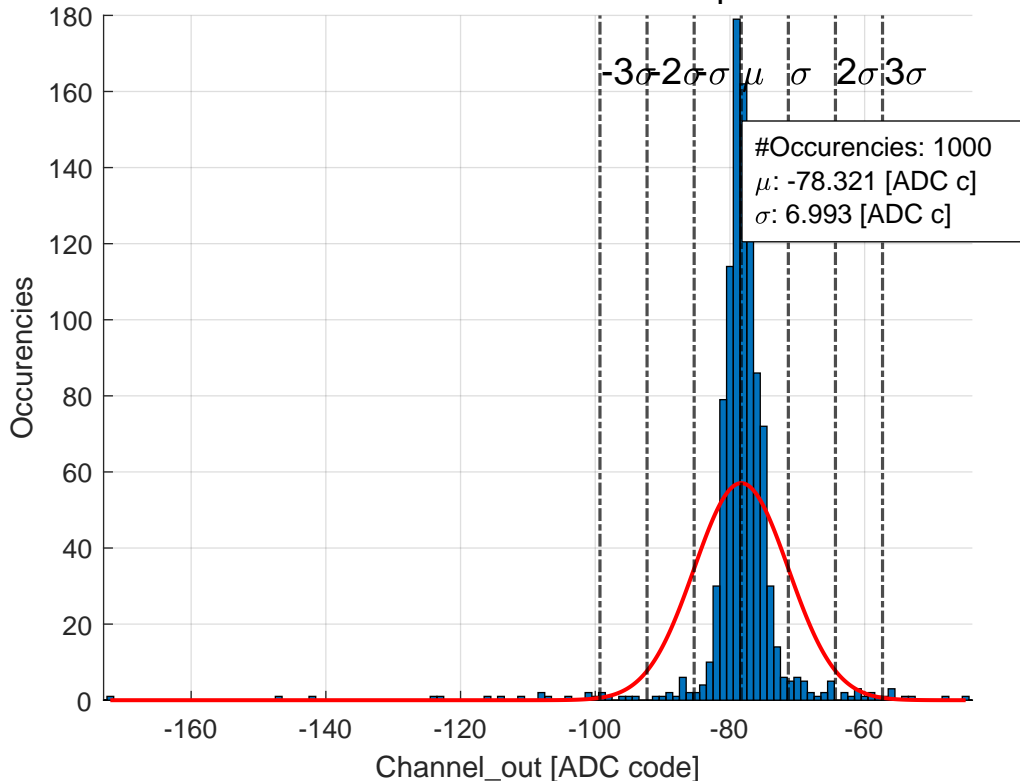 180
160
140
120
100
80
60
40
20
0
Occurencies
-3σ -2σ -σ μ σ 2σ 3σ
#Occurencies: 1000
μ: -78.321 [ADC c]
σ: 6.993 [ADC c]
-160 -140 -120 -100 -80 -60
Channel_out [ADC code]